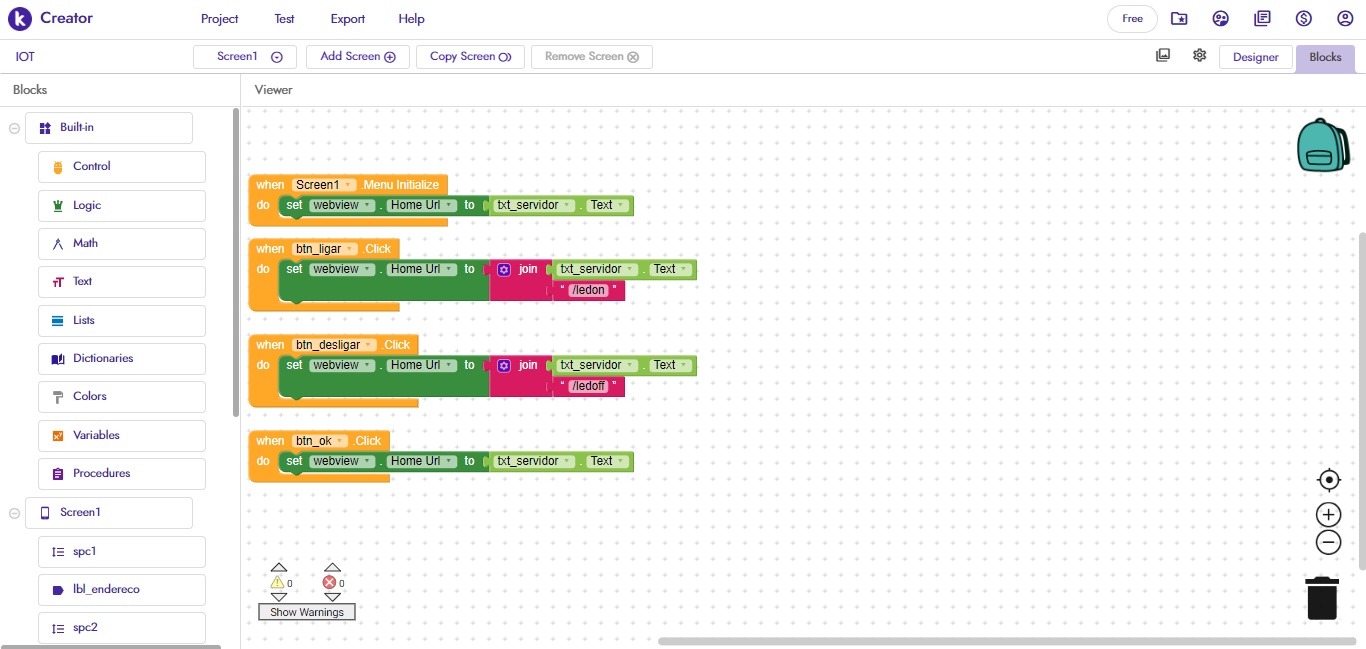 Creator Project Test Export Help Free
IOT Screen1 Add Screen Copy Screen Remove Screen Designer Blocks
Blocks
Built-in
Control
Logic
Math
Text
Lists
Dictionaries
Colors
Variables
Procedures
Screen1
spc1
lbl_endereco
spc2
Viewer
when Screen1 .Menu Initialize
do set webview . Home Url to txt_servidor . Text
when btn_ligar .Click
do set webview . Home Url to join txt_servidor . Text
“ /ledon ”
when btn_desligar .Click
do set webview . Home Url to join txt_servidor . Text
“ /ledoff ”
when btn_ok .Click
do set webview . Home Url to txt_servidor . Text
0 0
Show Warnings